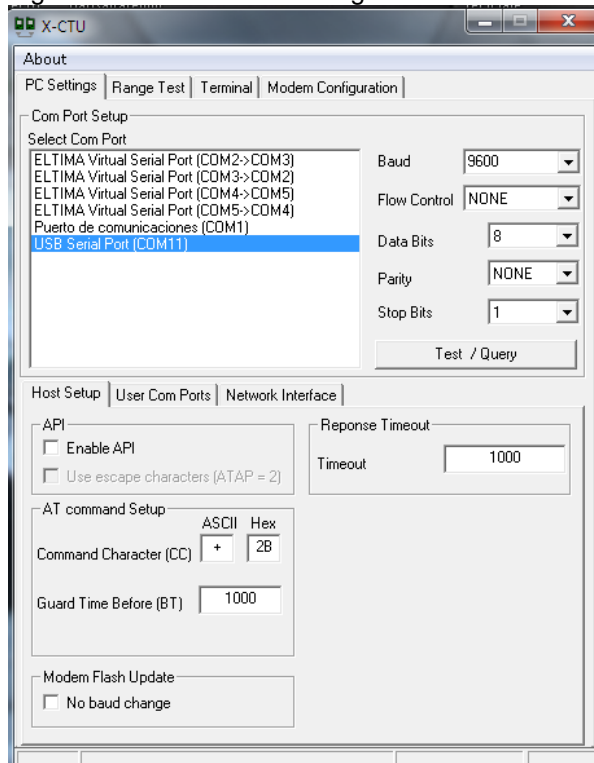 X-CTU
About
PC Settings Range Test Terminal Modem Configuration
Com Port Setup
Select Com Port
ELTIMA Virtual Serial Port (COM2->COM3)
ELTIMA Virtual Serial Port (COM3->COM2)
ELTIMA Virtual Serial Port (COM4->COM5)
ELTIMA Virtual Serial Port (COM5->COM4)
Puerto de comunicaciones (COM1)
USB Serial Port (COM11)
Baud 9600
Flow Control NONE
Data Bits 8
Parity NONE
Stop Bits 1
Test / Query
Host Setup User Com Ports Network Interface
API
Enable API
Use escape characters (ATAP = 2)
Reponse Timeout
Timeout 1000
AT command Setup
ASCII Hex
Command Character (CC) + 2B
Guard Time Before (BT) 1000
Modem Flash Update
No baud change